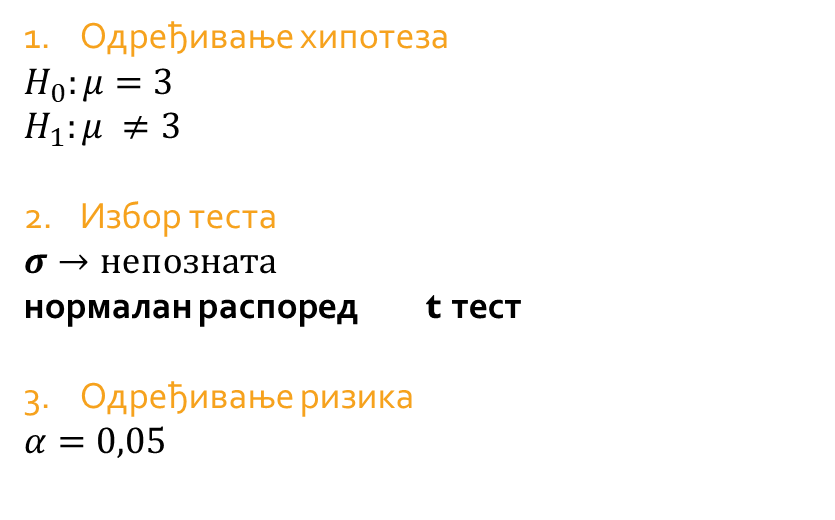 1. Одређивање хипотеза
H₀: μ = 3
H₁: μ ≠ 3
2. Избор теста
σ → непозната
нормалан распоред t тест
3. Одређивање ризика
α = 0,05